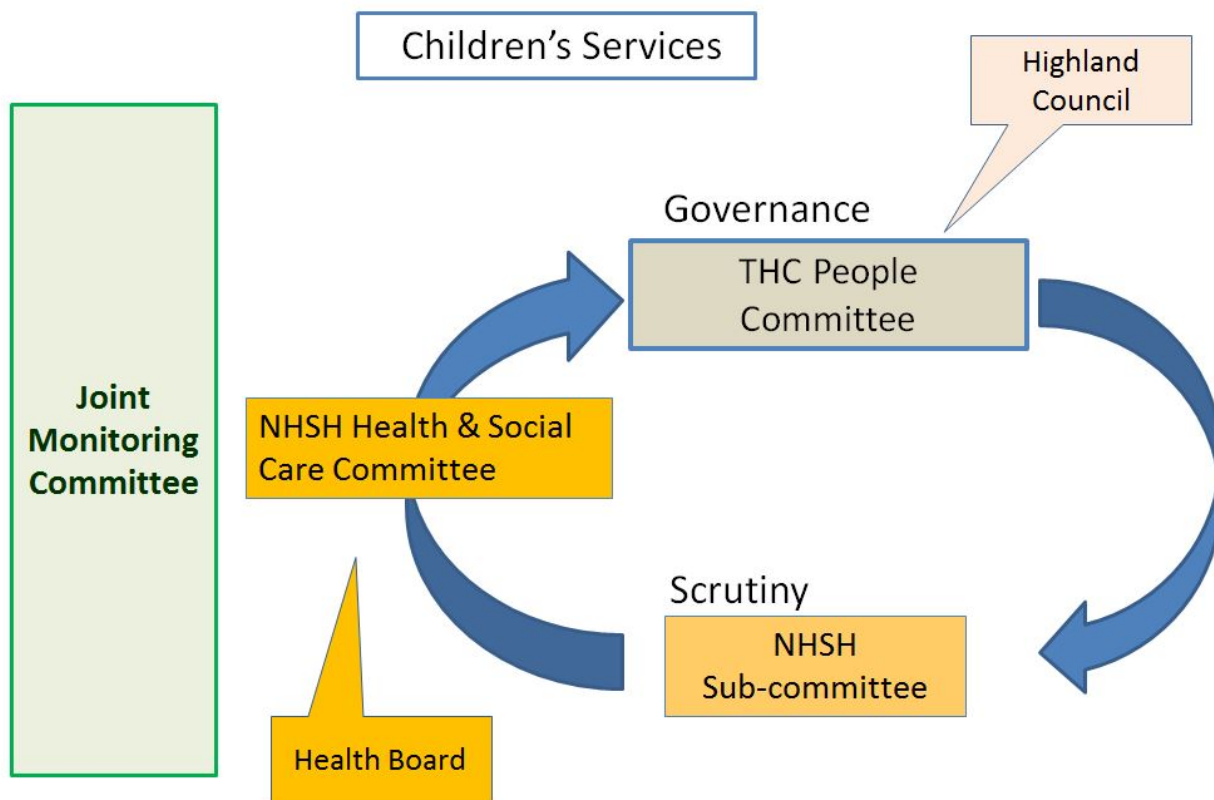 Children’s Services
Highland
Council
Governance
THC People
Committee
Joint
Monitoring
Committee
NHSH Health & Social
Care Committee
Scrutiny
NHSH
Sub-committee
Health Board